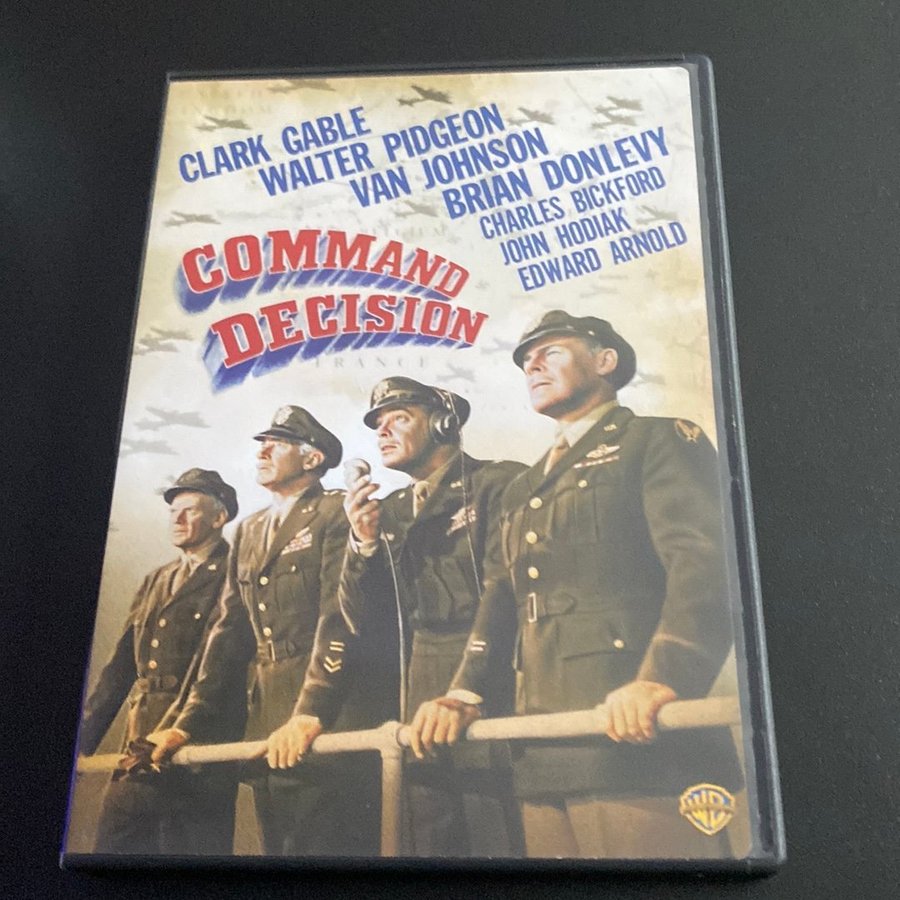 CLARK GABLE
WALTER PIDGEON
VAN JOHNSON
BRIAN DONLEVY
CHARLES BICKFORD
JOHN HODIAK
EDWARD ARNOLD
COMMAND
DECISION
FRANCE
WB